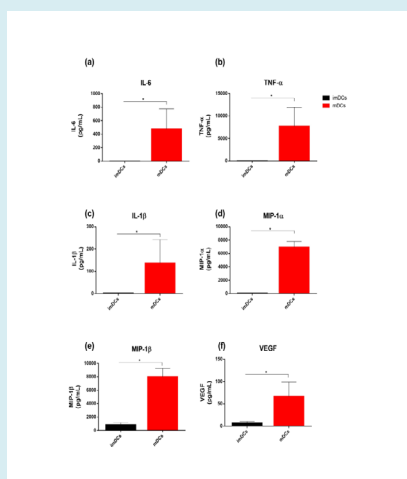 (a)
IL-6
IL-6
(pg/mL)
1000
800
600
400
200
0
*
imDCs
mDCs
(b)
TNF-α
TNF-α
(pg/mL)
15000
10000
5000
0
*
imDCs
mDCs
imDCs
mDCs
(c)
IL-1β
IL-1β
(pg/mL)
300
200
100
0
*
imDCs
mDCs
(d)
MIP-1α
MIP-1α
(pg/mL)
10000
8000
6000
4000
2000
0
*
imDCs
mDCs
(e)
MIP-1β
MIP-1β
(pg/mL)
10000
8000
6000
4000
2000
0
*
imDCs
mDCs
(f)
VEGF
VEGF
(pg/mL)
150
100
50
0
*
imDCs
mDCs